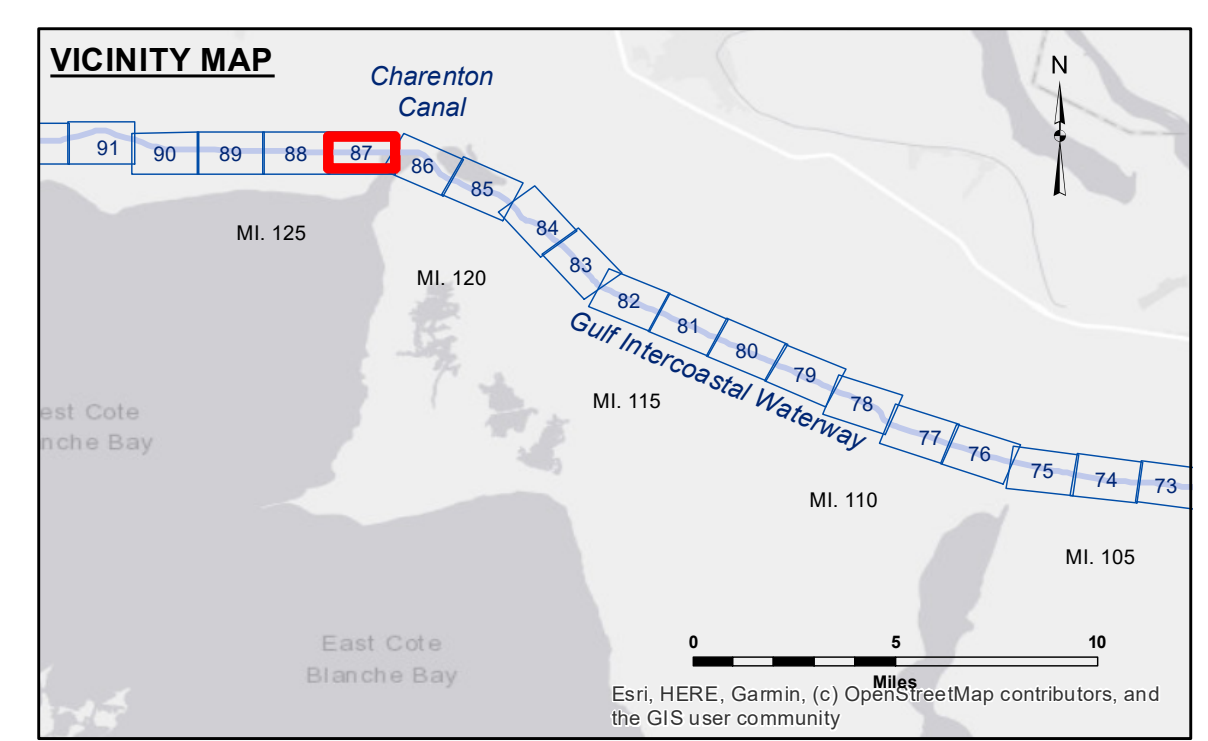 VICINITY MAP
Charenton
Canal
N
91
90
89
88
87
86
85
84
83
82
81
80
79
78
77
76
75
74
73
MI. 125
MI. 120
MI. 115
MI. 110
MI. 105
Gulf Intercoastal Waterway
est Cote
nche Bay
East Cote
Blanche Bay
0 5 10
Miles
Esri, HERE, Garmin, (c) OpenStreetMap contributors, and
the GIS user community